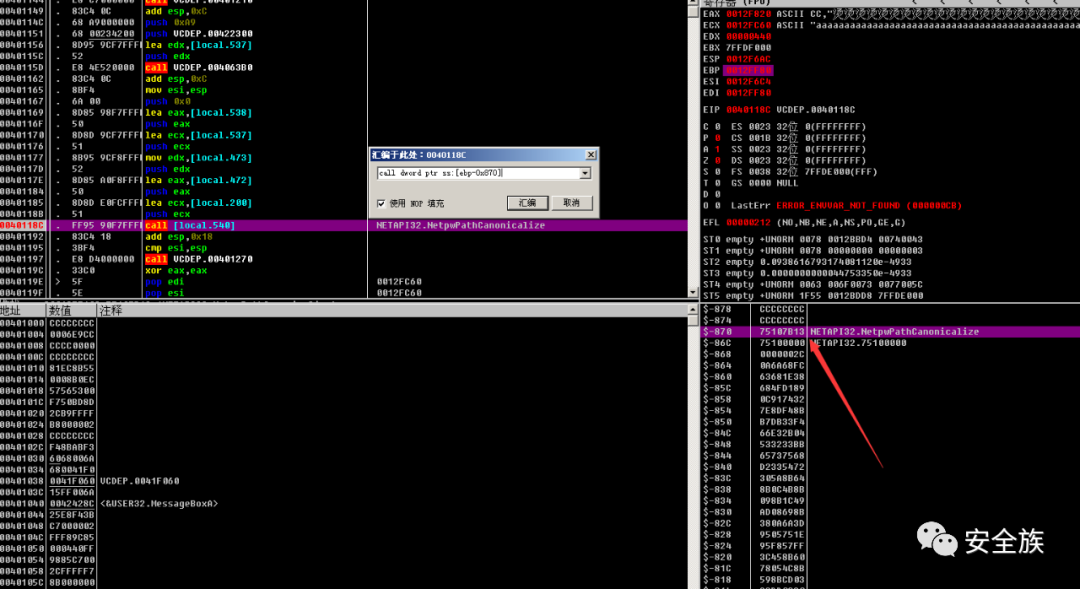 call VCDEP.00401210
00401149 . 83C4 0C add esp,0xC
0040114C . 68 A9000000 push 0xA9
00401151 . 68 00234200 push VCDEP.00422300
00401156 . 8D95 9CF7FFFF lea edx,[local.537]
0040115C . 52 push edx
0040115D . E8 4E520000 call VCDEP.004063B0
00401162 . 83C4 0C add esp,0xC
00401165 . 8BF4 mov esi,esp
00401167 . 6A 00 push 0x0
00401169 . 8D85 98F7FFFF lea eax,[local.538]
0040116F . 50 push eax
00401170 . 8D8D 9CF7FFFF lea ecx,[local.537]
00401176 . 51 push ecx
00401177 . 8B95 9CF8FFFF mov edx,[local.473]
0040117D . 52 push edx
0040117E . 8D85 A0F8FFFF lea eax,[local.472]
00401184 . 50 push eax
00401185 . 8D8D E0FCFFFF lea ecx,[local.200]
0040118B . 51 push ecx
0040118C . FF95 90F7FFFF call [local.540] NETAPI32.NetpwPathCanonicalize
00401192 . 83C4 18 add esp,0x18
00401195 . 3BF4 cmp esi,esp
00401197 . E8 D4000000 call VCDEP.00401270
0040119C . 33C0 xor eax,eax
0040119E > 5F pop edi 0012FC60
0040119F . 5E pop esi 0012FC60
汇编于此处：0040118C
call dword ptr ss:[ebp-0x870]
使用 NOP 填充
汇编
取消
寄存器 (FPU)
EAX 0012F820 ASCII CC,"
ECX 0012FC60 ASCII "aaaaaaaaaaaaaaaaaaaaaaaaaaaaaaa
EDX 00000440
EBX 7FFDF000
ESP 0012F6AC
EBP 0012FF80
ESI 0012F6C4
EDI 0012FF80
EIP 0040118C VCDEP.0040118C
C 0 ES 0023 32位 0(FFFFFFFF)
P 0 CS 001B 32位 0(FFFFFFFF)
A 1 SS 0023 32位 0(FFFFFFFF)
Z 0 DS 0023 32位 0(FFFFFFFF)
S 0 FS 0038 32位 7FFDE000(FFF)
T 0 GS 0000 NULL
D 0
O 0 LastErr ERROR_ENVVAR_NOT_FOUND (000000CB)
EFL 00000212 (NO,NB,NE,A,NS,PO,GE,G)
ST0 empty +UNORM 0078 0012BBD4 00740043
ST1 empty +UNORM 0078 00000000 00000003
ST2 empty 0.0938616793174081120e-4933
ST3 empty 0.0000000000044753350e-4933
ST4 empty +UNORM 0063 006F0073 0077005C
ST5 empty +UNORM 1F55 0012BDD8 7FFDE000
地址 数值 注释
00401000 CCCCCCCC
00401004 0006E9CC
00401008 CCCC0000
0040100C CCCCCCCC
00401010 81EC8B55
00401014 0008B0EC
00401018 57565300
0040101C F750BD8D
00401020 2CB9FFFF
00401024 B8000002
00401028 CCCCCCCC
0040102C F48BABF3
00401030 6068006A
00401034 680041F0
00401038 0041F060 VCDEP.0041F060
0040103C 15FF006A
00401040 0042428C <&USER32.MessageBoxA>
00401044 25E8F43B
00401048 C7000002
0040104C FFF89C85
00401050 000440FF
00401054 9885C700
00401058 2CFFFFF7
0040105C 8B000000
$-878 CCCCCCCC
$-874 CCCCCCCC
$-870 75107B13 NETAPI32.NetpwPathCanonicalize
$-86C 75100000 NETAPI32.75100000
$-868 0000002C
$-864 0A6A68FC
$-860 63681E38
$-85C 684FD189
$-858 0C917432
$-854 7E8DF48B
$-850 B7DB33F4
$-84C 66E32B04
$-848 533233BB
$-844 65737568
$-840 D2335472
$-83C 305A8B64
$-838 8B0C4B8B
$-834 098B1C49
$-830 AD08698B
$-82C 380A6A3D
$-828 9505751E
$-824 95F857FF
$-820 3C458B60
$-81C 78054C8B
$-818 598BCD03
安全族